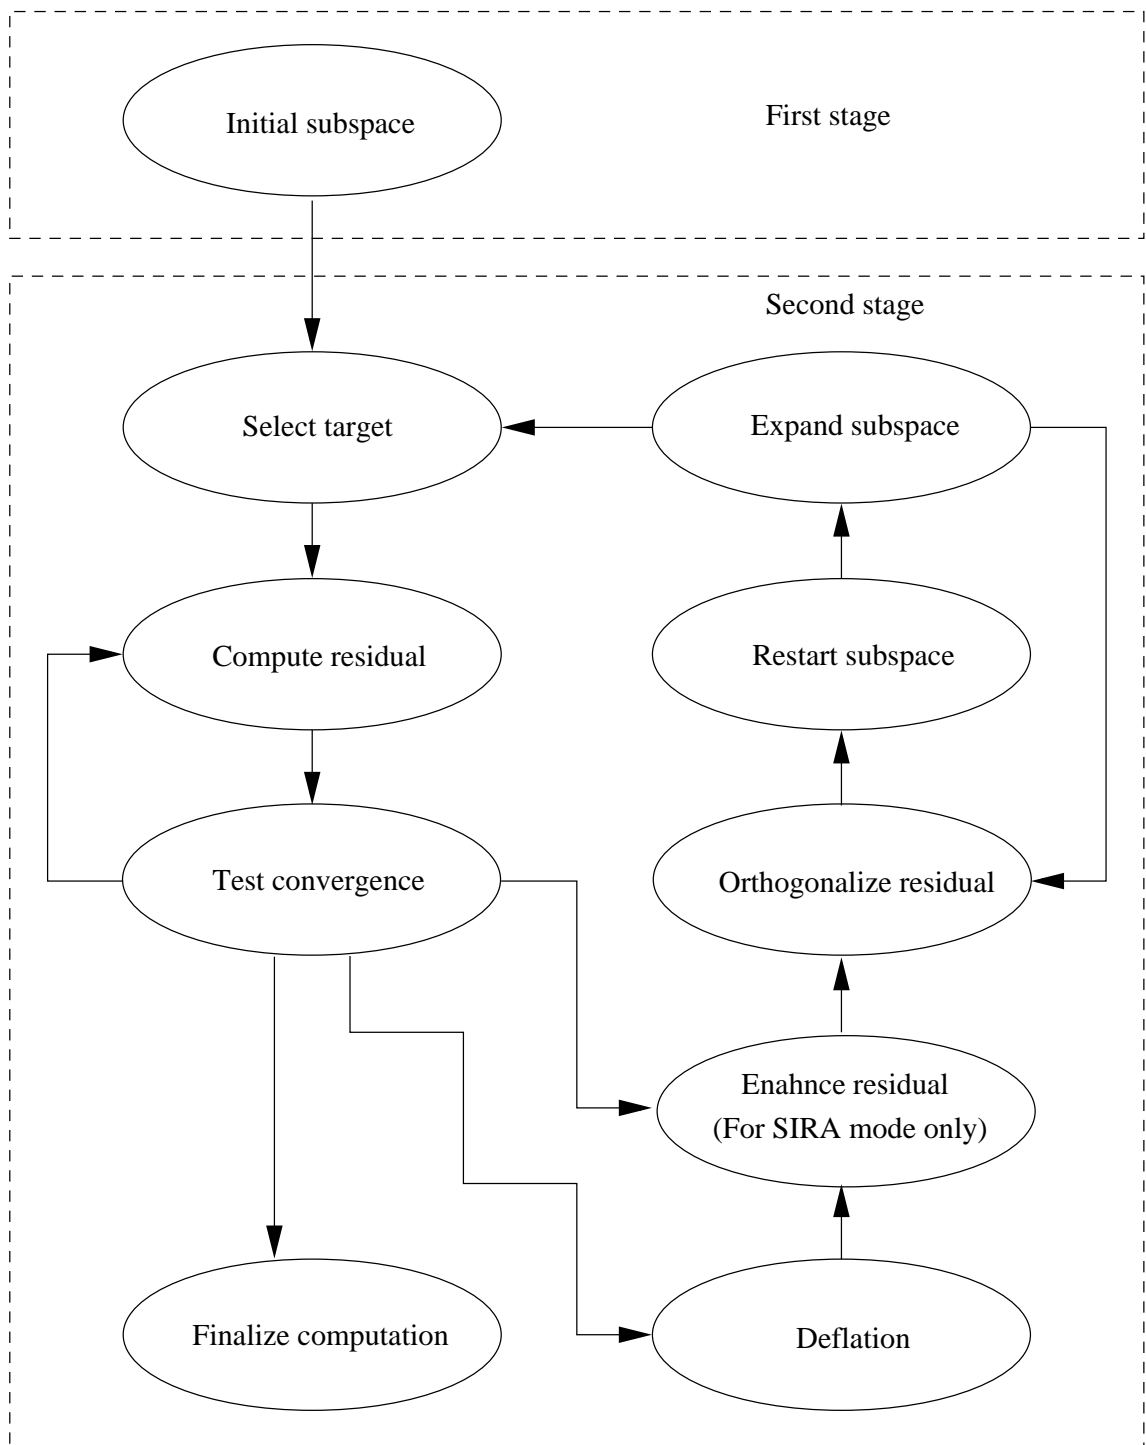 Initial subspace
First stage
Second stage
Select target
Expand subspace
Compute residual
Restart subspace
Test convergence
Orthogonalize residual
Enahnce residual
(For SIRA mode only)
Finalize computation
Deflation